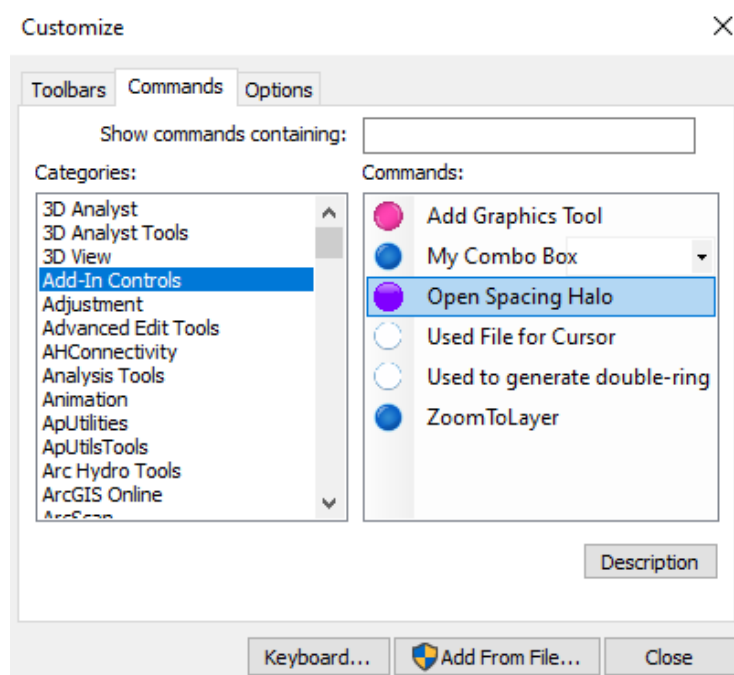 Customize
Toolbars Commands Options
Show commands containing:
Categories:
3D Analyst
3D Analyst Tools
3D View
Add-In Controls
Adjustment
Advanced Edit Tools
AHConnectivity
Analysis Tools
Animation
ApUtilities
ApUtilsTools
Arc Hydro Tools
ArcGIS Online
ArcScan
Commands:
Add Graphics Tool
My Combo Box
Open Spacing Halo
Used File for Cursor
Used to generate double-ring
ZoomToLayer
Description
Keyboard... Add From File... Close